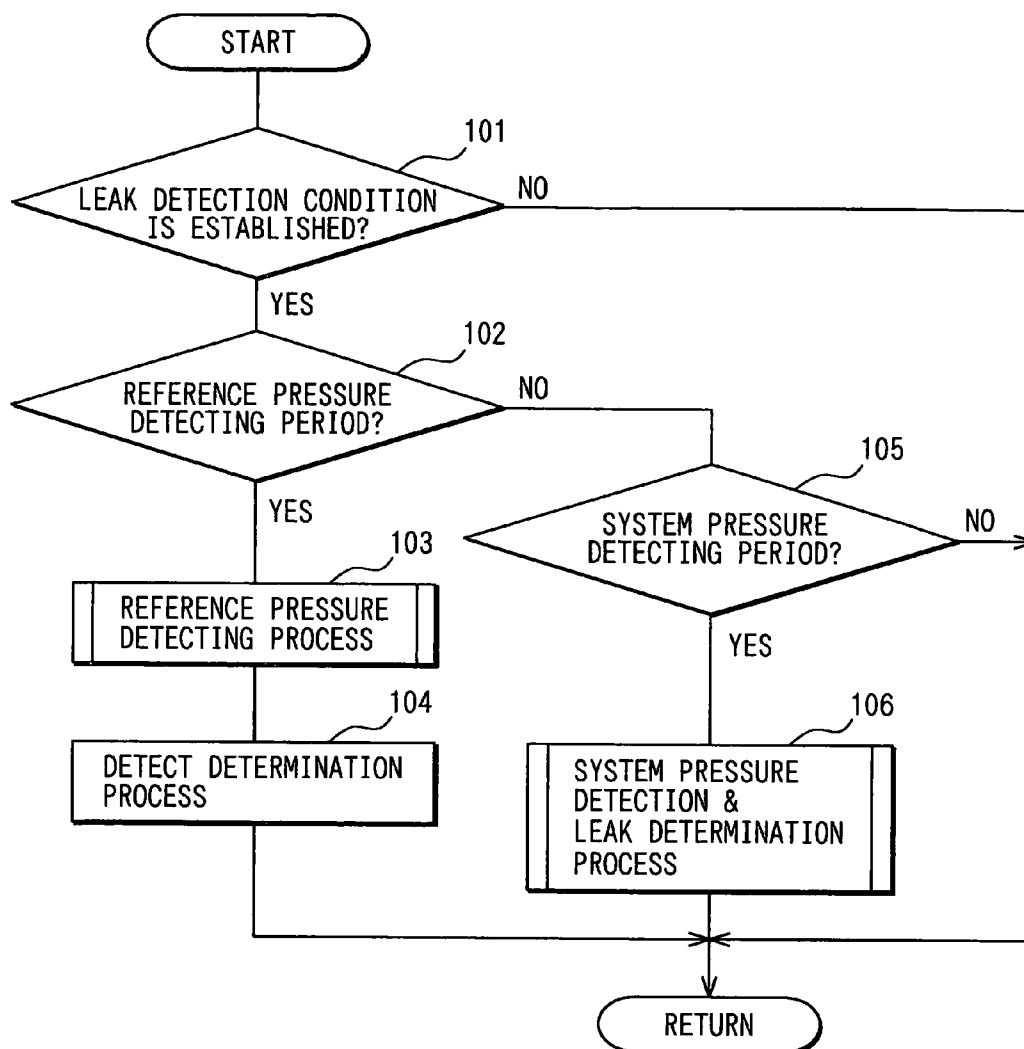 START
101
LEAK DETECTION CONDITION
IS ESTABLISHED?
NO
YES
102
REFERENCE PRESSURE
DETECTING PERIOD?
NO
YES
105
SYSTEM PRESSURE
DETECTING PERIOD?
NO
YES
103
REFERENCE PRESSURE
DETECTING PROCESS
104
DETECT DETERMINATION
PROCESS
106
SYSTEM PRESSURE
DETECTION &
LEAK DETERMINATION
PROCESS
RETURN